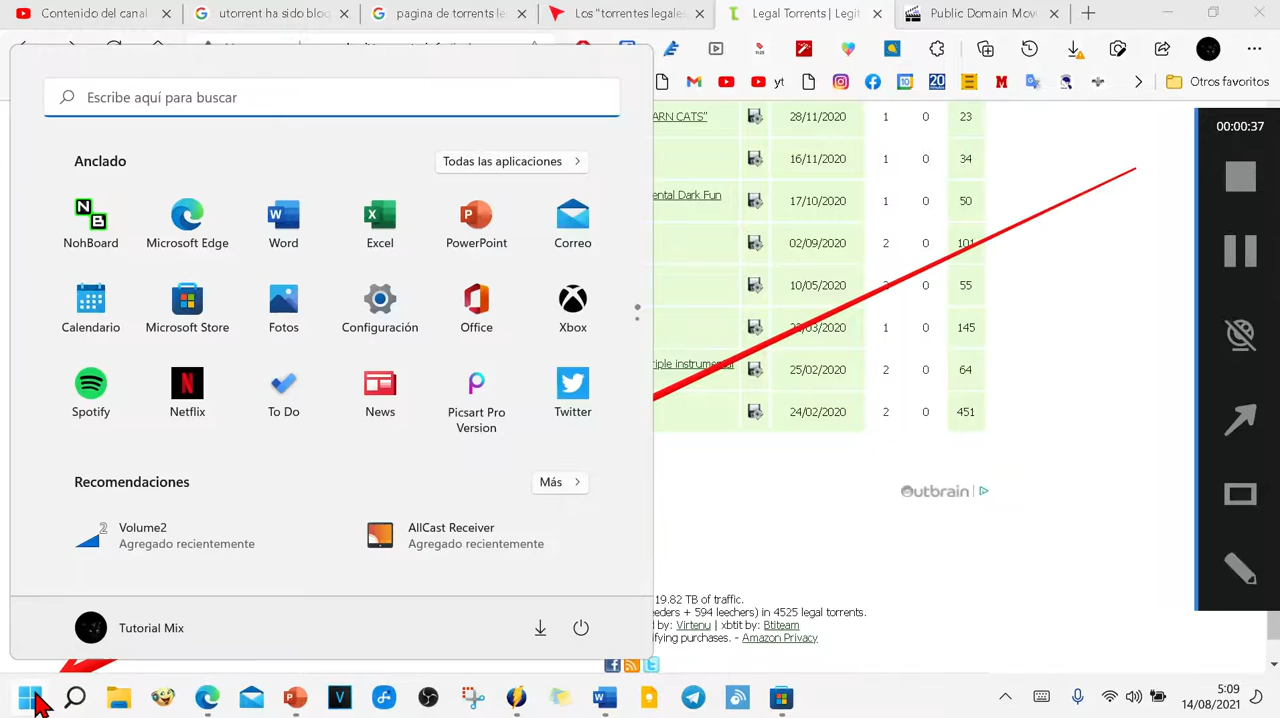 Contenido del canal
utorrent ha sido bloq
pagina de torrentes le
Los "torrentes legales
Legal Torrents | Legit
Public Domain Mov
yt
Otros favoritos
Escribe aquí para buscar
Anclado
Todas las aplicaciones
NohBoard
Microsoft Edge
Word
Excel
PowerPoint
Correo
Calendario
Microsoft Store
Fotos
Configuración
Office
Xbox
Spotify
Netflix
To Do
News
Picsart Pro
Version
Twitter
Recomendaciones
Más
Volume2
Agregado recientemente
AllCast Receiver
Agregado recientemente
Tutorial Mix
ARN CATS" 28/11/2020 1 0 23
16/11/2020 1 0 34
ental Dark Fun 17/10/2020 1 0 50
02/09/2020 2 0 101
10/05/2020 0 55
/03/2020 1 0 145
riple instrumental 25/02/2020 2 0 64
24/02/2020 2 0 451
Outbrain
19.82 TB of traffic.
eders + 594 leechers) in 4525 legal torrents.
d by: Virtenu | xbtit by: Btiteam
ifying purchases. - Amazon Privacy
00:00:37
5:09
14/08/2021